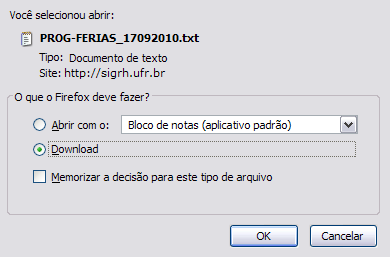 Você selecionou abrir:
PROG-FERIAS_17092010.txt
Tipo: Documento de texto
Site: http://sigrh.ufr.br
O que o Firefox deve fazer?
Abrir com o: Bloco de notas (aplicativo padrão)
Download
Memorizar a decisão para este tipo de arquivo
OK Cancelar